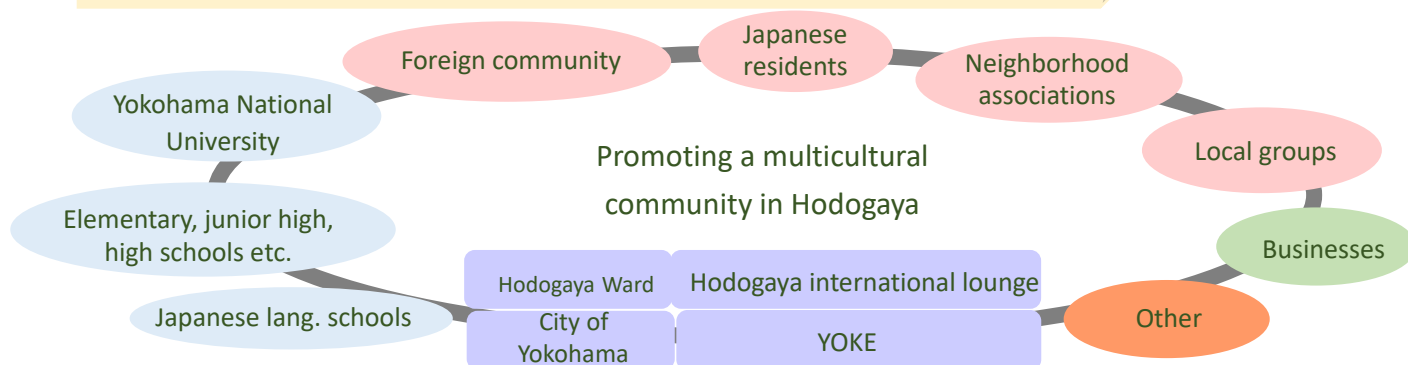 Foreign community
Japanese
residents
Neighborhood
associations
Yokohama National
University
Local groups
Promoting a multicultural
community in Hodogaya
Elementary, junior high,
high schools etc.
Businesses
Hodogaya Ward
Hodogaya international lounge
Japanese lang. schools
City of
Yokohama
YOKE
Other